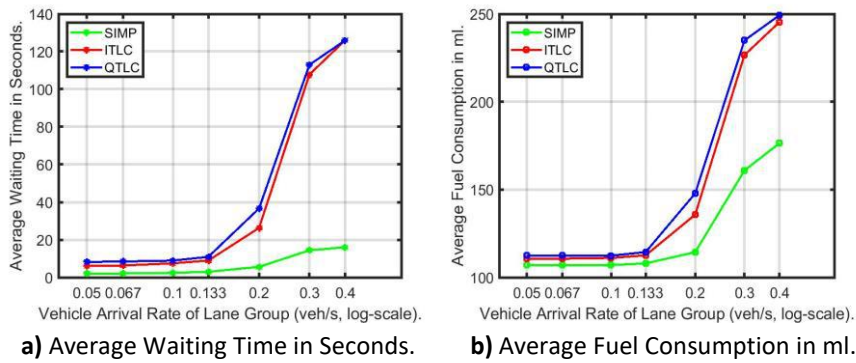 140
120
100
80
60
40
20
0
Average Waiting Time in Seconds.
SIMP
ITLC
QTLC
0.05 0.067 0.1 0.133 0.2 0.3 0.4
Vehicle Arrival Rate of Lane Group (veh/s, log-scale).
a) Average Waiting Time in Seconds.
250
200
150
100
Average Fuel Consumption in ml.
SIMP
ITLC
QTLC
0.05 0.067 0.1 0.133 0.2 0.3 0.4
Vehicle Arrival Rate of Lane Group (veh/s, log-scale).
b) Average Fuel Consumption in ml.